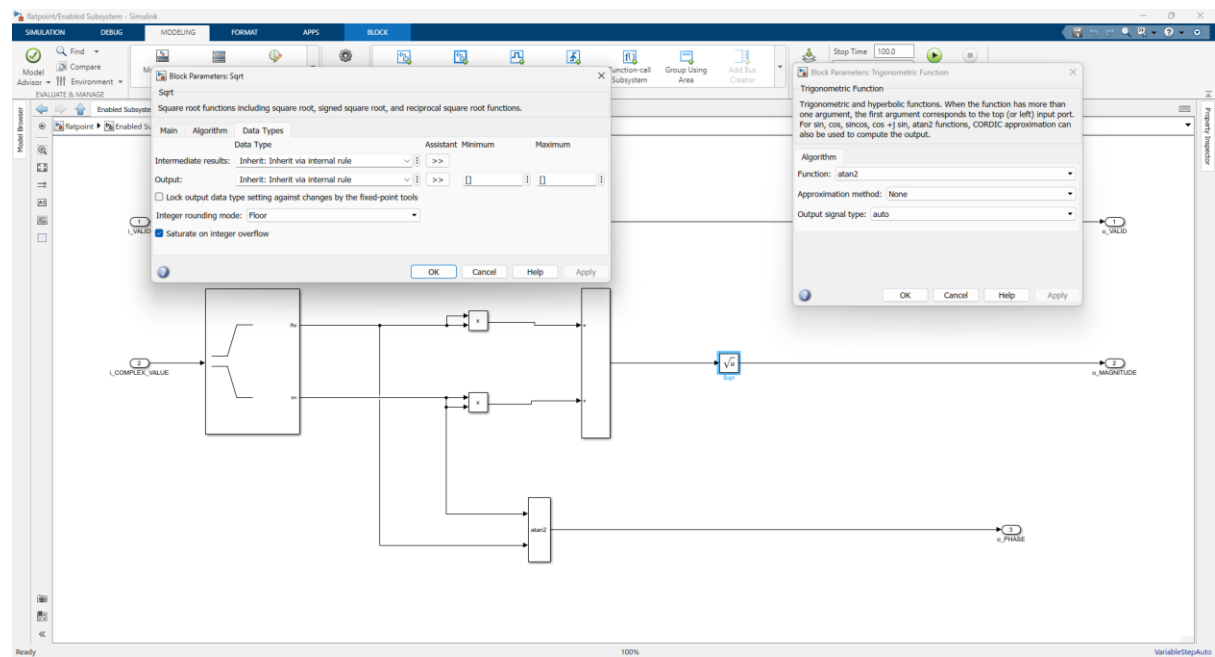 flatpoint/Enabled Subsystem - Simulink
SIMULATION DEBUG MODELING FORMAT APPS BLOCK
Model Advisor
Find
Compare
Environment
EVALUATE & MANAGE
Function-call Subsystem
Group Using Area
Add Bus Creator
Stop Time 100.0
Enabled Subsyste
flatpoint Enabled Su
Model Browser
Property Inspector
Block Parameters: Sqrt
Sqrt
Square root functions including square root, signed square root, and reciprocal square root functions.
Main Algorithm Data Types
Data Type Assistant Minimum Maximum
Intermediate results: Inherit: Inherit via internal rule >>
Output: Inherit: Inherit via internal rule >> [] []
Lock output data type setting against changes by the fixed-point tools
Integer rounding mode: Floor
Saturate on integer overflow
OK Cancel Help Apply
Block Parameters: Trigonometric Function
Trigonometric Function
Trigonometric and hyperbolic functions. When the function has more than
one argument, the first argument corresponds to the top (or left) input port.
For sin, cos, sincos, cos +j sin, atan2 functions, CORDIC approximation can
also be used to compute the output.
Algorithm
Function: atan2
Approximation method: None
Output signal type: auto
OK Cancel Help Apply
1
i_VALID
1
o_VALID
Re
x
+
2
i_COMPLEX_VALUE
√u
Sqrt
2
o_MAGNITUDE
Im
x
+
atan2
3
o_PHASE
Ready 100% VariableStepAuto